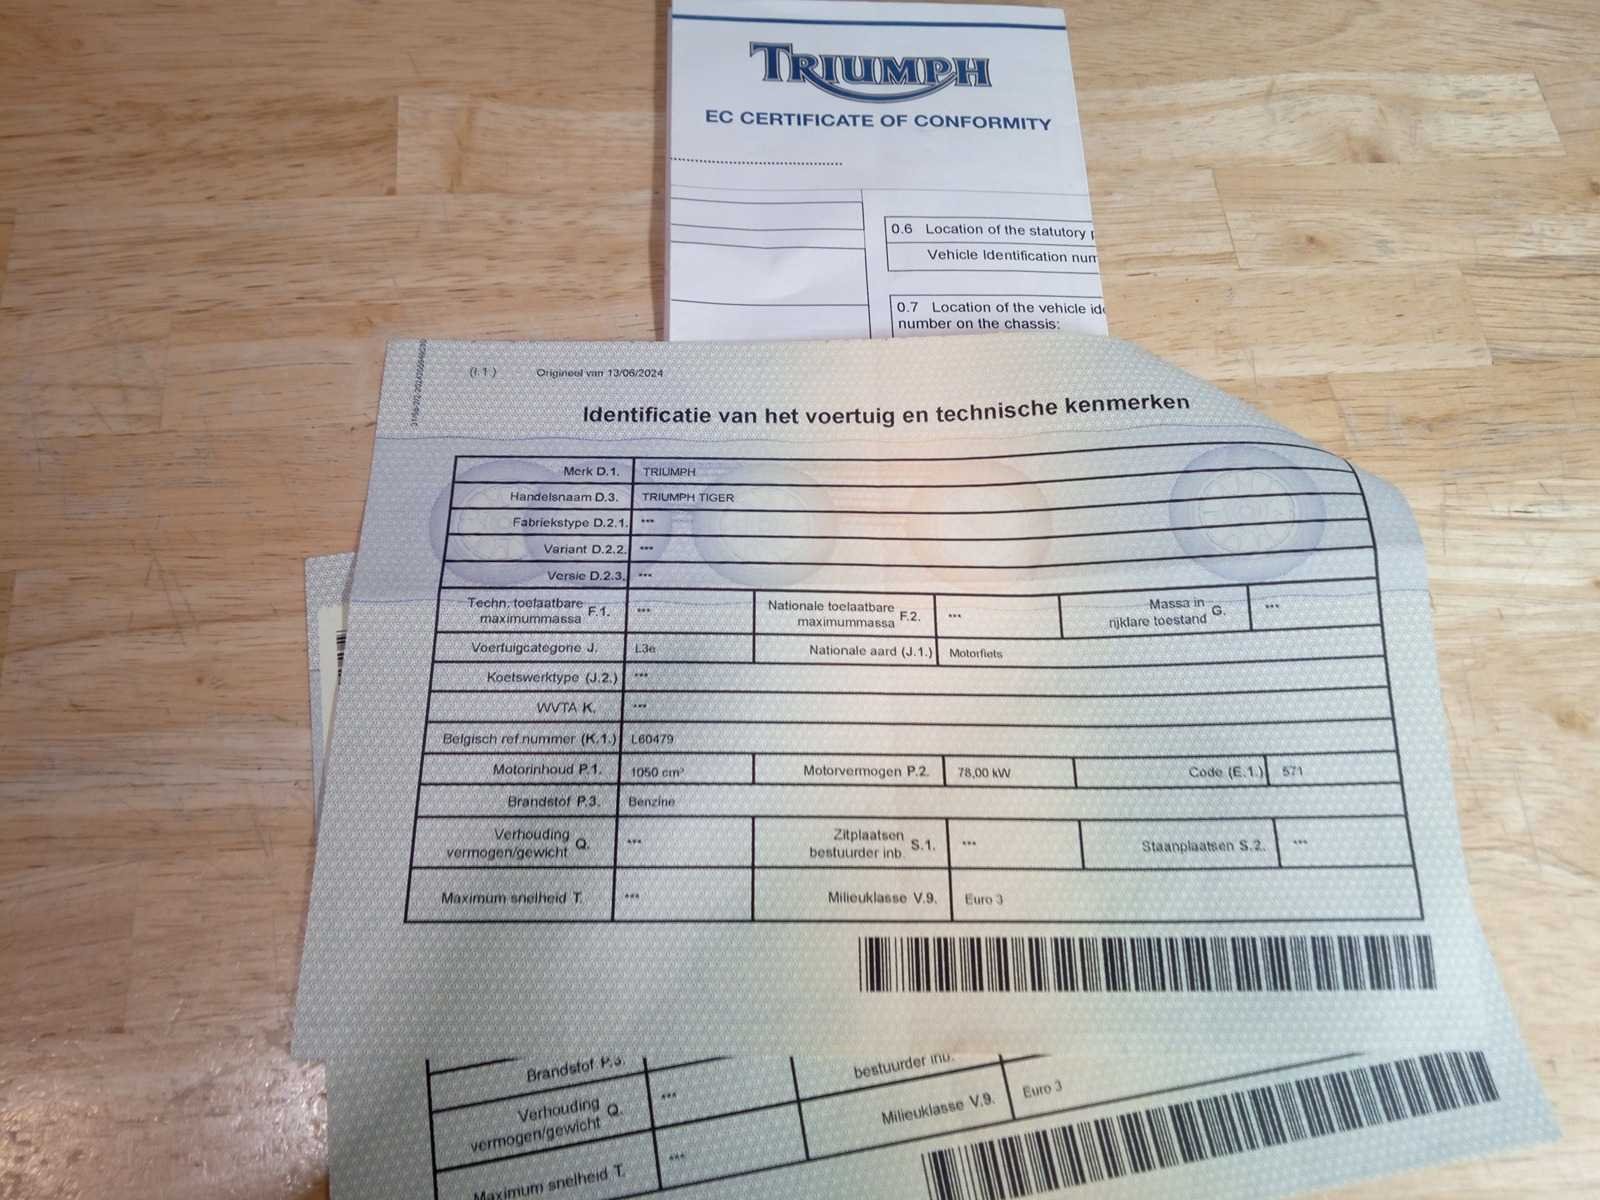 TRIUMPH
EC CERTIFICATE OF CONFORMITY
0.6 Location of the statutory
Vehicle Identification
0.7 Location of the vehicle
number on the chassis:
(I.1) Origineel van 13/06/2024
Identificatie van het voertuig en technische kenmerken
Merk D.1. TRIUMPH
Handelsnaam D.3. TRIUMPH TIGER
Fabriekstype D.2.1. ***
Variant D.2.2. ***
Versie D.2.3. ***
Techn. toelaatbare maximummassa F.1. *** Nationale toelaatbare maximummassa F.2. *** Massa in rijklare toestand G. ***
Voertuigcategorie J. L3e Nationale aard (J.1.) Motorfiets
Koetswerktype (J.2.) ***
WVTA K. ***
Belgisch ref.nummer (K.1.) L60479
Motorinhoud P.1. 1050 cm³ Motorvermogen P.2. 78,00 kW Code (E.1.) 571
Brandstof P.3. Benzine
Verhouding vermogen/gewicht Q. *** Zitplaatsen bestuurder inb. S.1. *** Staanplaatsen S.2. ***
Maximum snelheid T. *** Milieuklasse V.9. Euro 3
Brandstof P.3. bestuurder inb.
Verhouding vermogen/gewicht Q. *** Milieuklasse V.9. Euro 3
Maximum snelheid T. ***